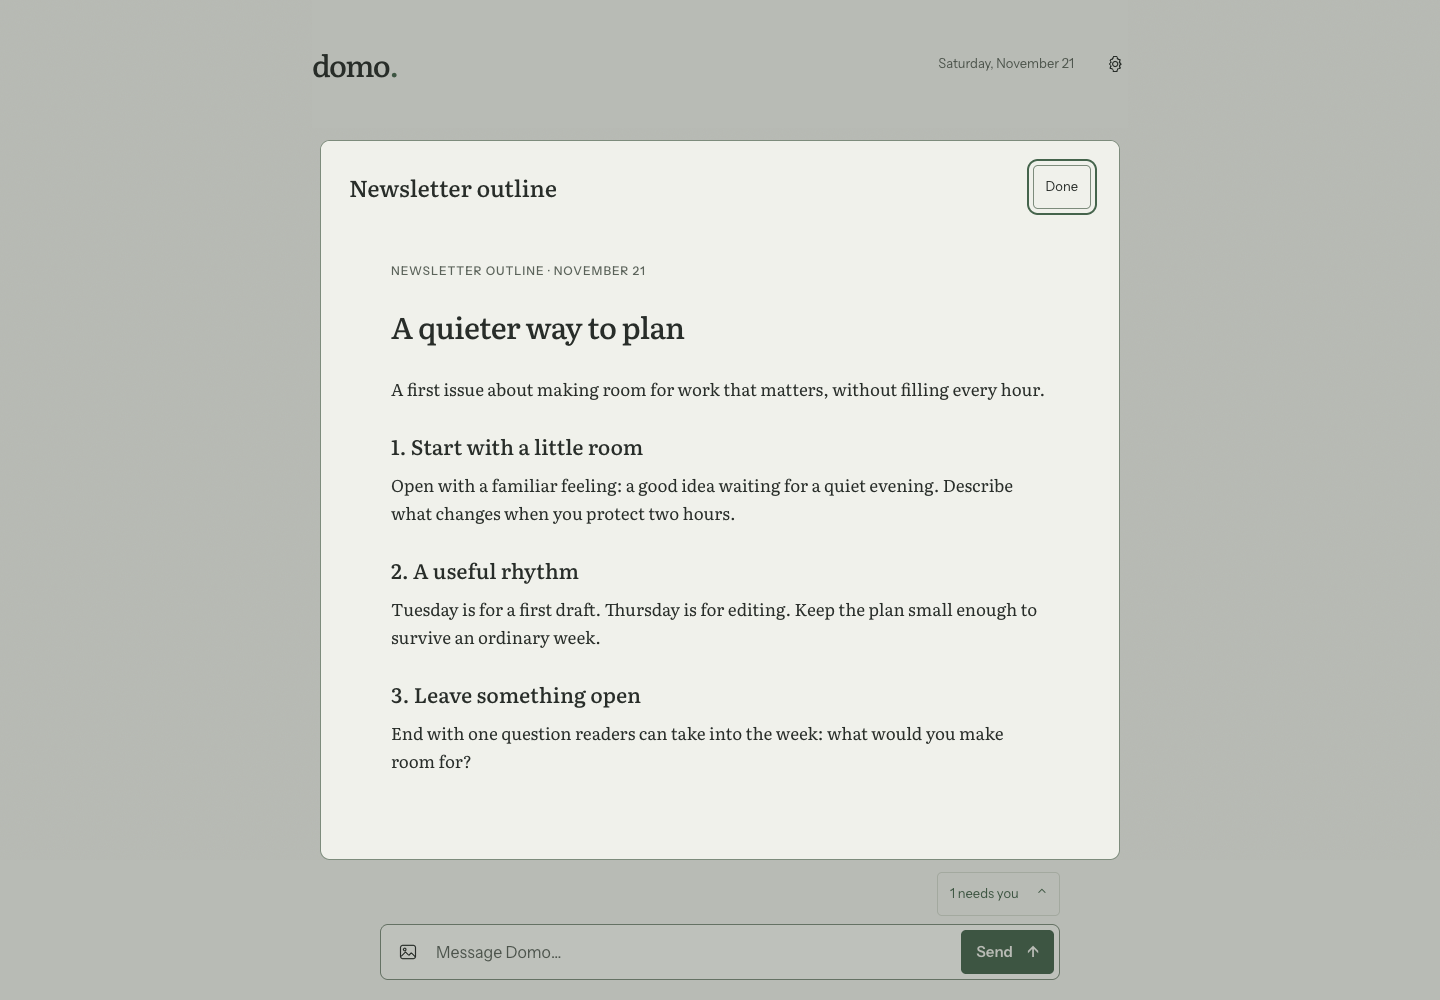 domo.
Saturday, November 21
Newsletter outline
Done
NEWSLETTER OUTLINE · NOVEMBER 21
A quieter way to plan
A first issue about making room for work that matters, without filling every hour.
1. Start with a little room
Open with a familiar feeling: a good idea waiting for a quiet evening. Describe
what changes when you protect two hours.
2. A useful rhythm
Tuesday is for a first draft. Thursday is for editing. Keep the plan small enough to
survive an ordinary week.
3. Leave something open
End with one question readers can take into the week: what would you make
room for?
1 needs you
Message Domo...
Send